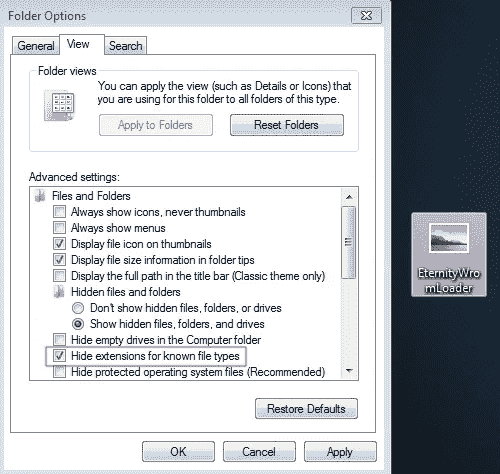 Folder Options
General
View
Search
Folder views
You can apply the view (such as Details or Icons) that
you are using for this folder to all folders of this type.
Apply to Folders
Reset Folders
Advanced settings:
Files and Folders
Always show icons, never thumbnails
Always show menus
Display file icon on thumbnails
Display file size information in folder tips
Display the full path in the title bar (Classic theme only)
Hidden files and folders
Don't show hidden files, folders, or drives
Show hidden files, folders, and drives
Hide empty drives in the Computer folder
Hide extensions for known file types
Hide protected operating system files (Recommended)
Restore Defaults
OK
Cancel
Apply
EternityWro
mLoader